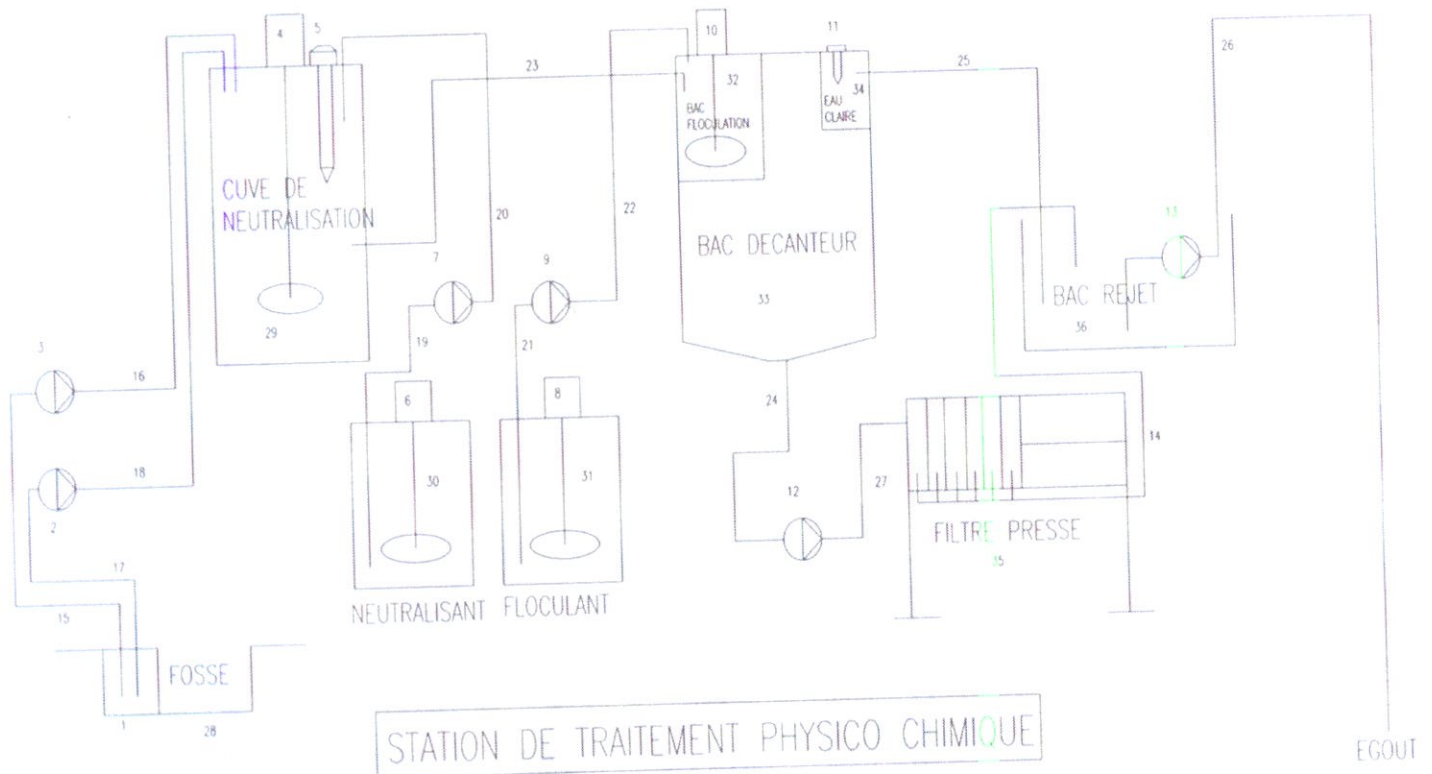 4
5
10
11
26
23
25
32
34
BAC
FLOCULATION
EAU
CLAIRE
CUVE DE
NEUTRALISATION
20
22
7
9
13
BAC DECANTEUR
BAC REJET
29
33
36
19
21
3
16
6
8
24
14
18
30
31
12
27
2
FILTRE PRESSE
35
17
NEUTRALISANT
FLOCULANT
15
FOSSE
1
28
STATION DE TRAITEMENT PHYSICO CHIMIQUE
EGOUT